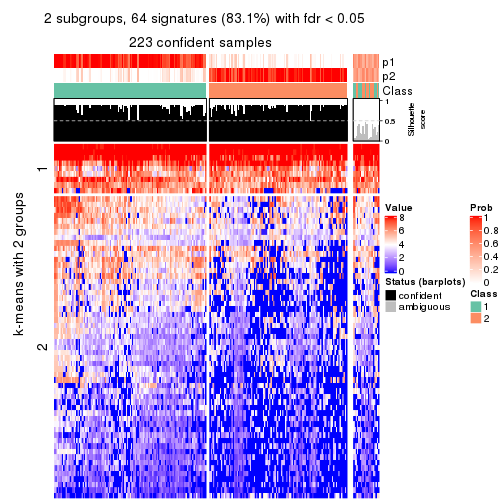 2 subgroups, 64 signatures (83.1%) with fdr < 0.05
223 confident samples
p1
p2
Class
1
0.5
0
Silhouette
score
k-means with 2 groups
1
2
Value
8
6
4
2
0
Prob
1
0.8
0.6
0.4
0.2
0
Status (barplots)
confident
ambiguous
Class
1
2